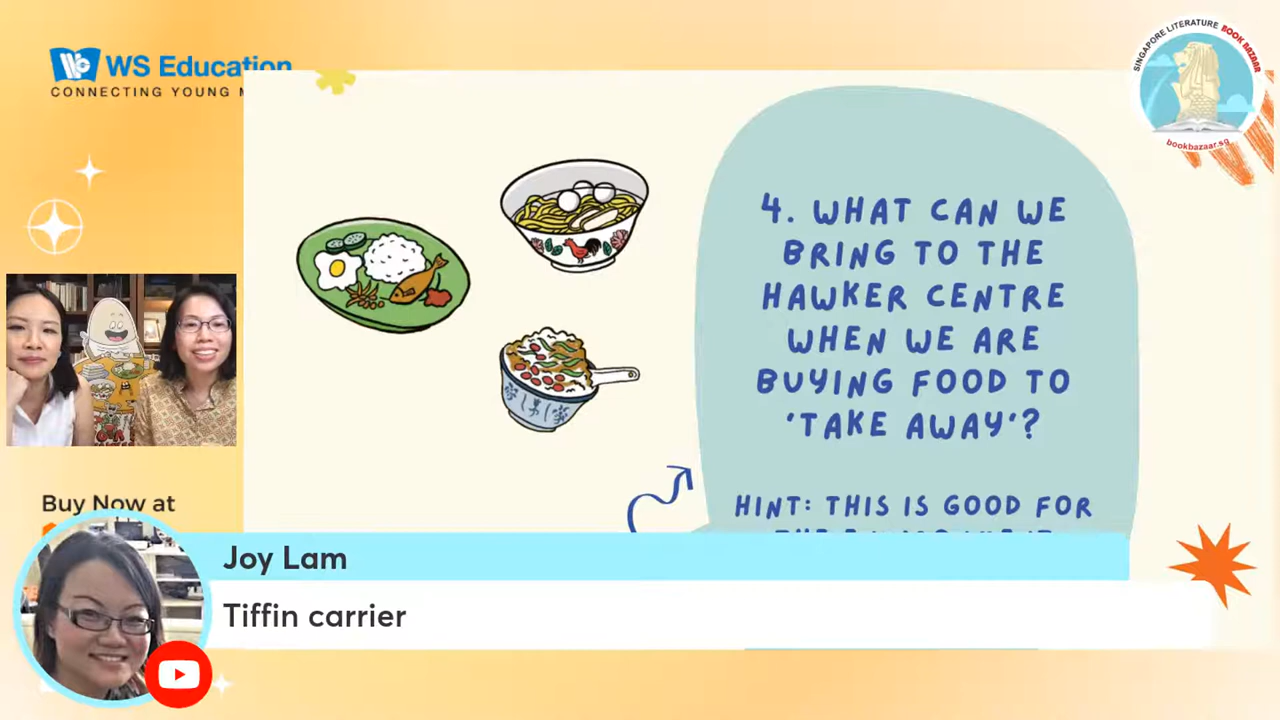 WS Education
CONNECTING YOUNG M
SINGAPORE LITERATURE BOOK BAZAAR
bookbazaar.sg
4. WHAT CAN WE
BRING TO THE
HAWKER CENTRE
WHEN WE ARE
BUYING FOOD TO
'TAKE AWAY'?
HINT: THIS IS GOOD FOR
Buy Now at
Joy Lam
Tiffin carrier